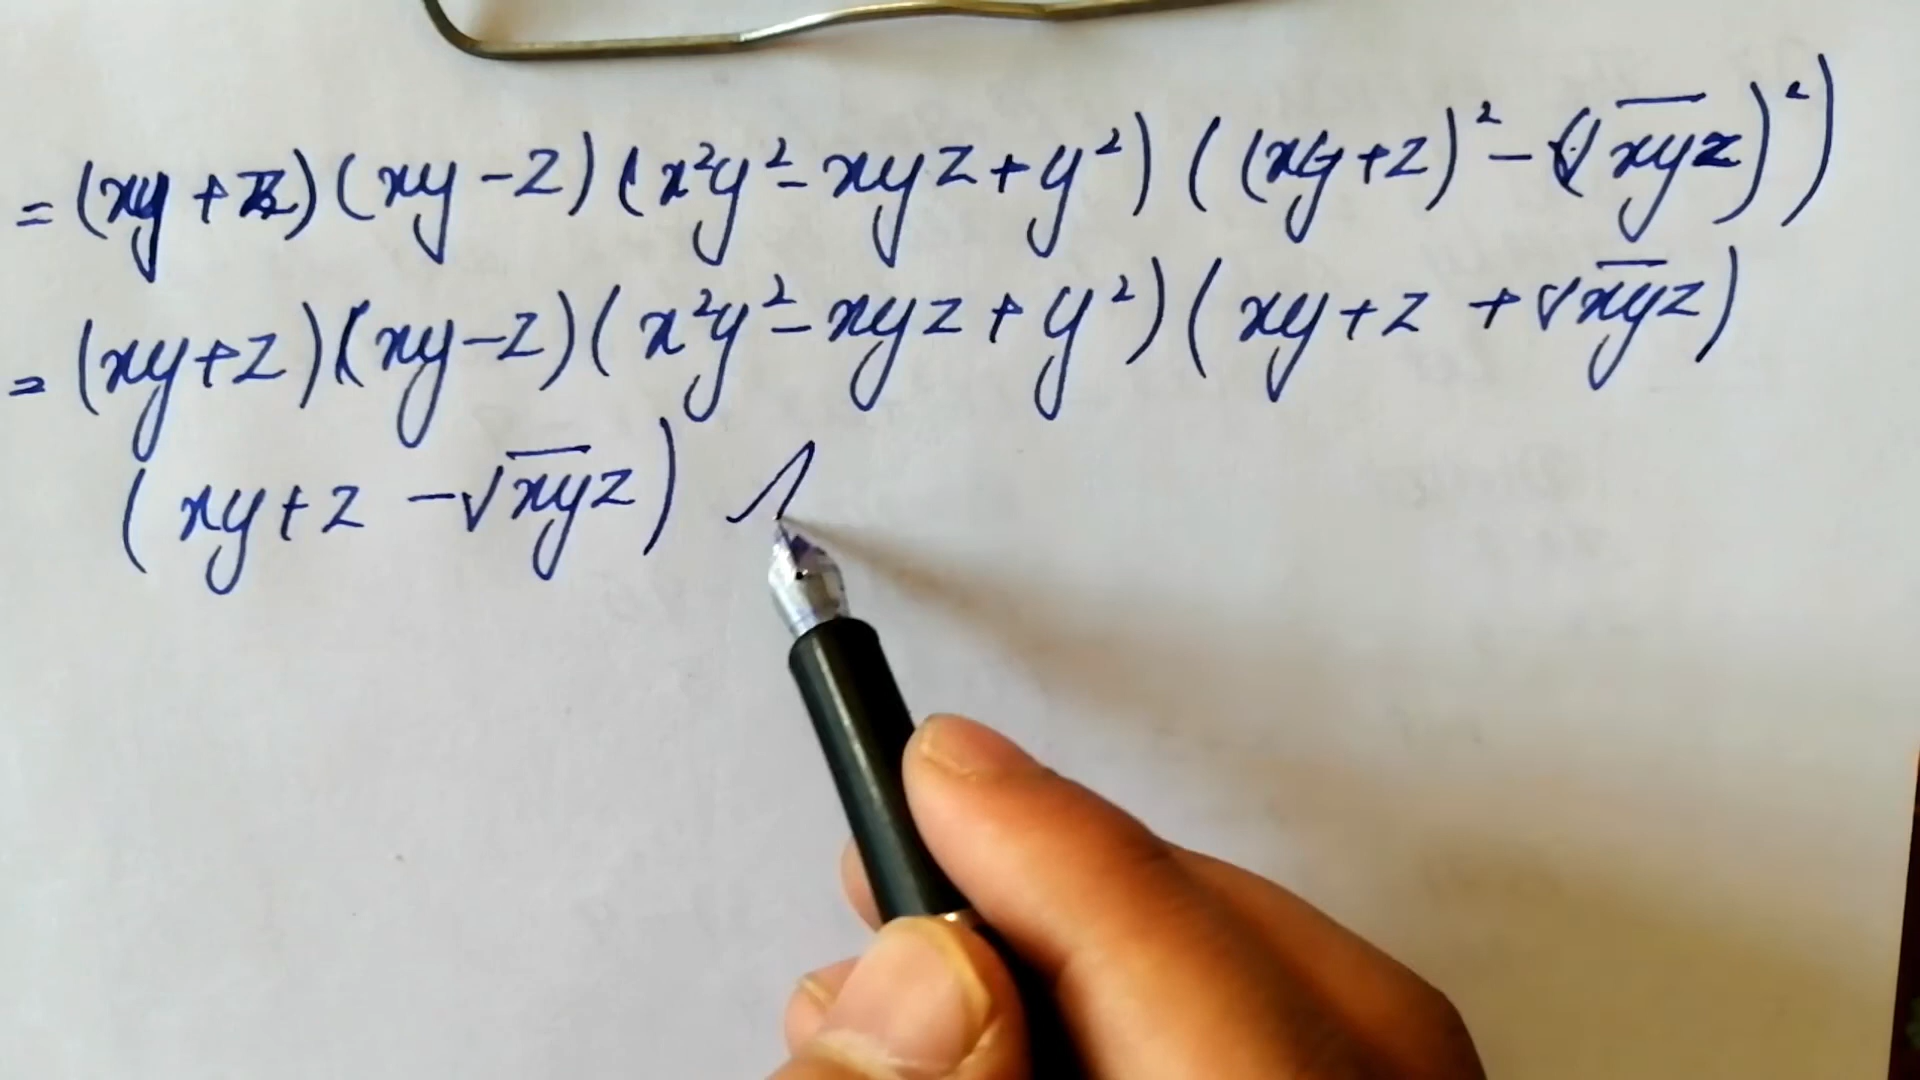 = (xy + z)(xy - z)(x²y² - xyz + y²)((xy + z)² - (√xyz)²)
= (xy + z)(xy - z)(x²y² - xyz + y²)(xy + z + √xyz)
(xy + z - √xyz)